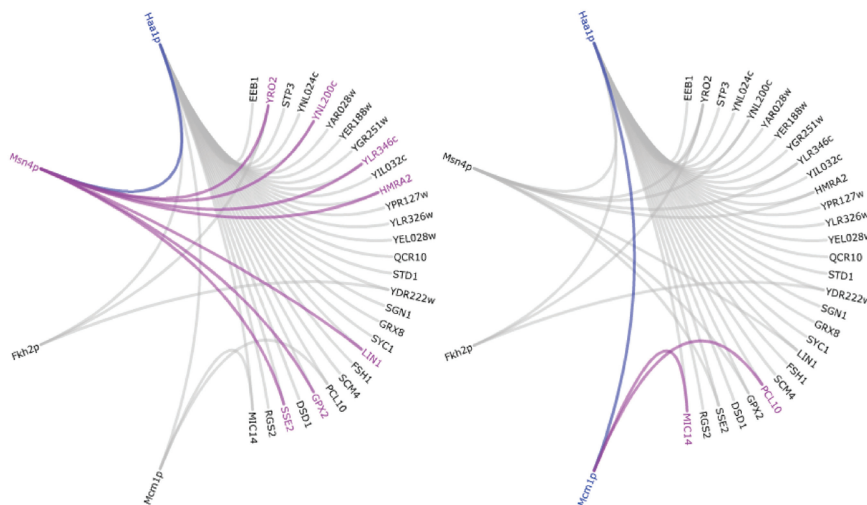 Haa1p
EEB1
YRO2
STP3
YNL024c
YNL200c
YAR028w
YER188w
YGR251w
YLR346c
YIL032c
HMRA2
YPR127w
YLR326w
YEL028w
QCR10
STD1
YDR222w
SGN1
GRX8
SYC1
LIN1
FSH1
SCM4
PCL10
GPX2
DSD1
SSE2
RGS2
MIC14
Mcm1p
Fkh2p
Msn4p
Haa1p
EEB1
YRO2
STP3
YNL024c
YNL200c
YAR028w
YER188w
YGR251w
YLR346c
YIL032c
HMRA2
YPR127w
YLR326w
YEL028w
QCR10
STD1
YDR222w
SGN1
GRX8
SYC1
LIN1
FSH1
SCM4
PCL10
GPX2
DSD1
SSE2
RGS2
MIC14
Mcm1p
Fkh2p
Msn4p